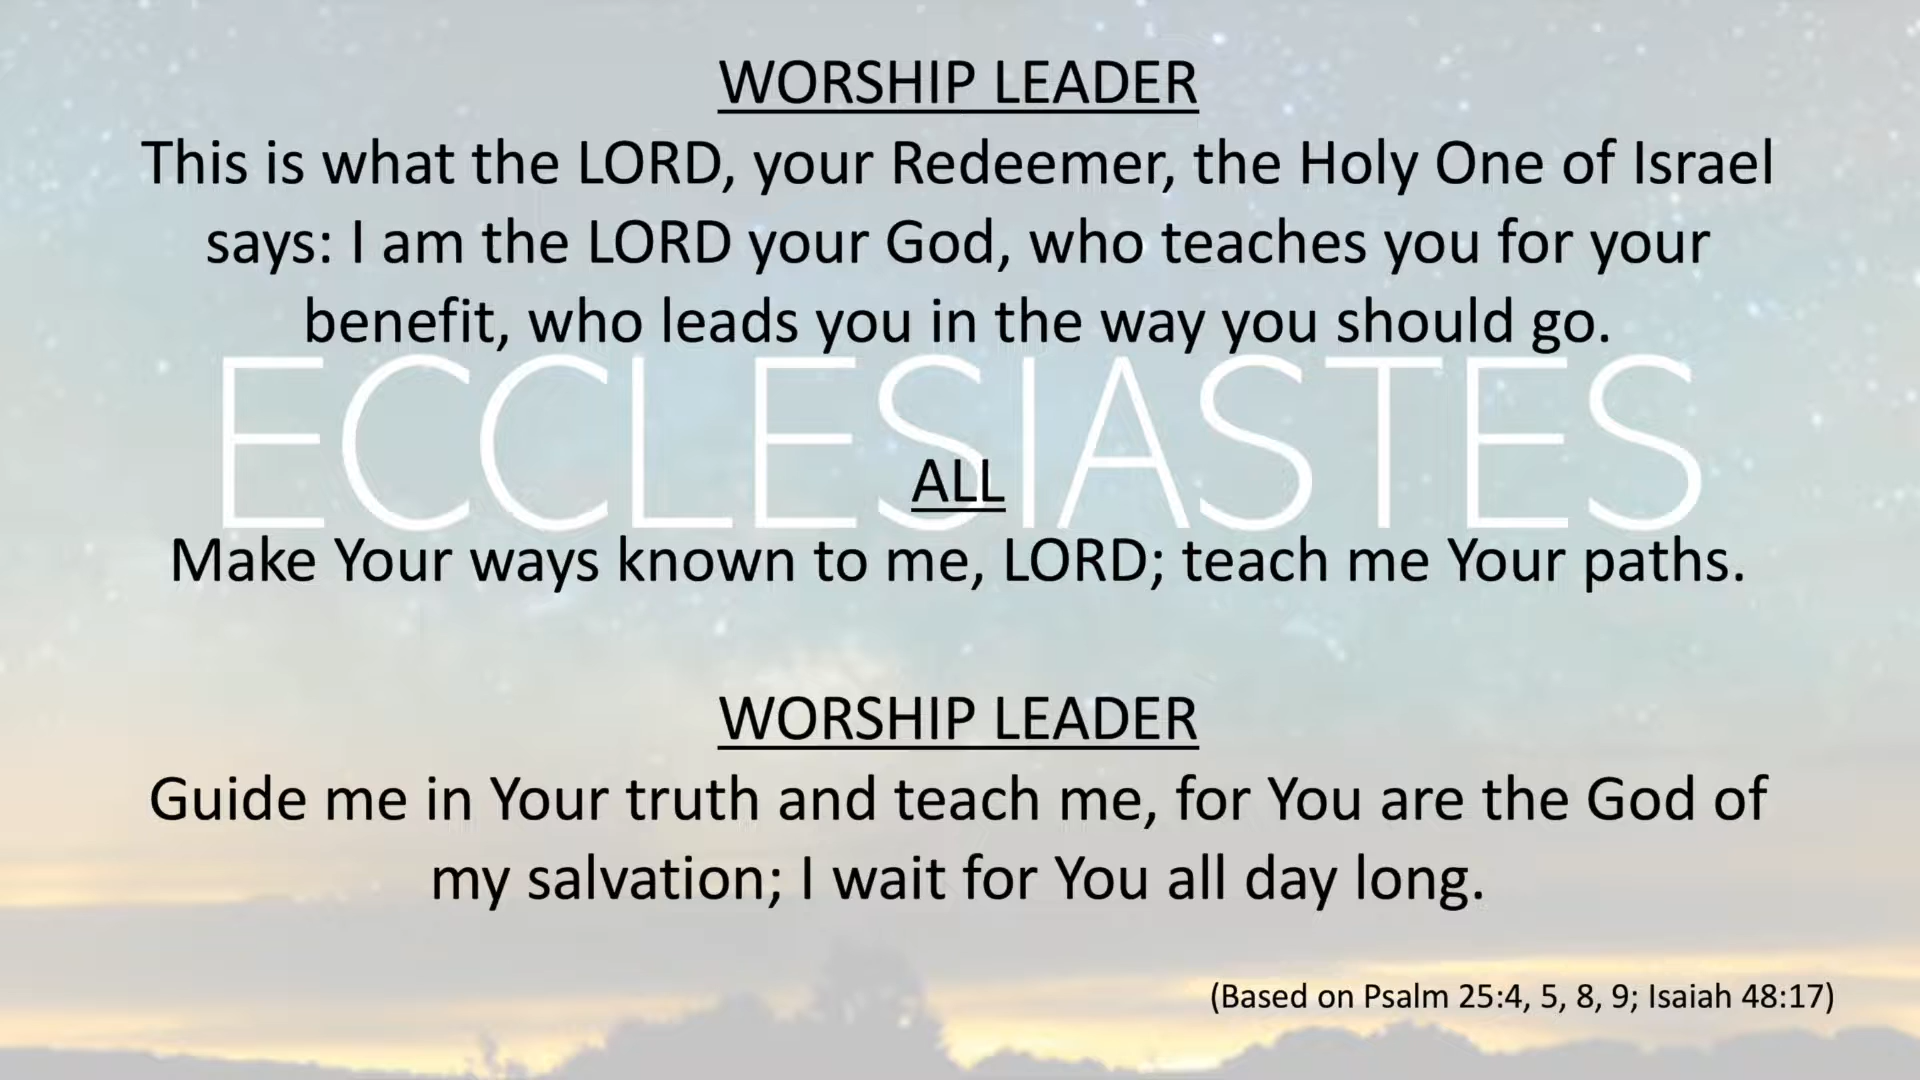 WORSHIP LEADER
This is what the LORD, your Redeemer, the Holy One of Israel
says: I am the LORD your God, who teaches you for your
benefit, who leads you in the way you should go.
ECCLESIASTES
ALL
Make Your ways known to me, LORD; teach me Your paths.
WORSHIP LEADER
Guide me in Your truth and teach me, for You are the God of
my salvation; I wait for You all day long.
(Based on Psalm 25:4, 5, 8, 9; Isaiah 48:17)